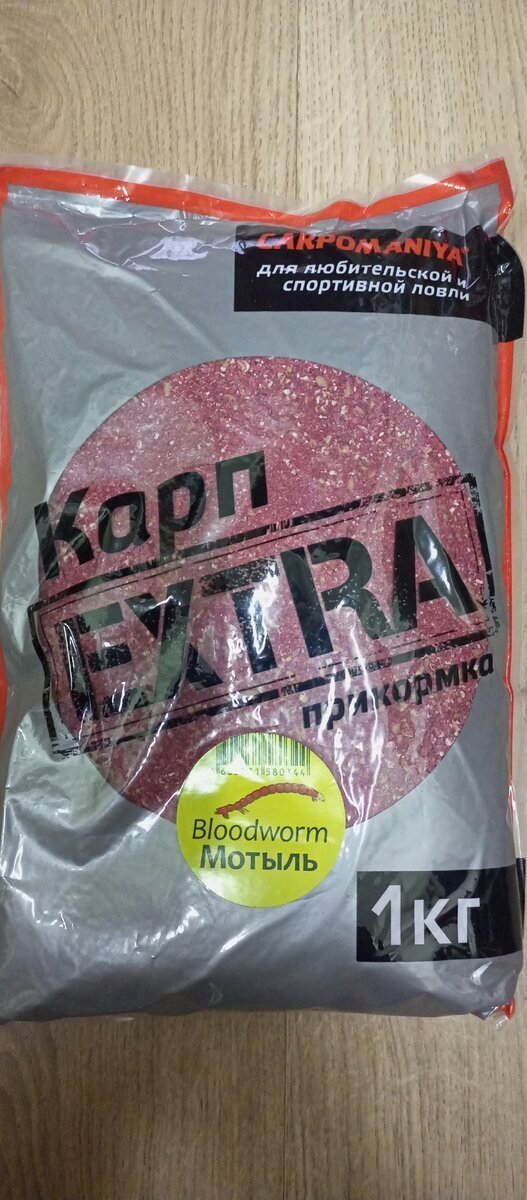 CARPOMANIYA®
для любительской и
спортивной ловли
Карп
EXTRA
прикормка
Bloodworm
Мотыль
1кг